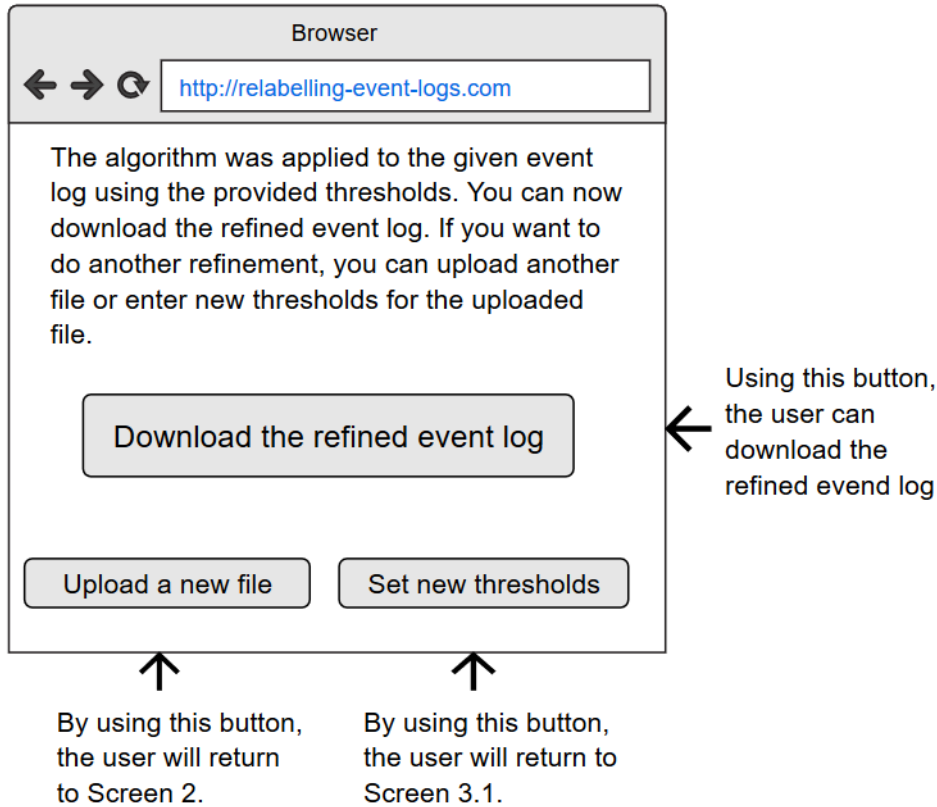 Browser
http://relabelling-event-logs.com
The algorithm was applied to the given event
log using the provided thresholds. You can now
download the refined event log. If you want to
do another refinement, you can upload another
file or enter new thresholds for the uploaded
file.
Download the refined event log
Using this button,
the user can
download the
refined evend log
Upload a new file
Set new thresholds
By using this button,
the user will return
to Screen 2.
By using this button,
the user will return to
Screen 3.1.